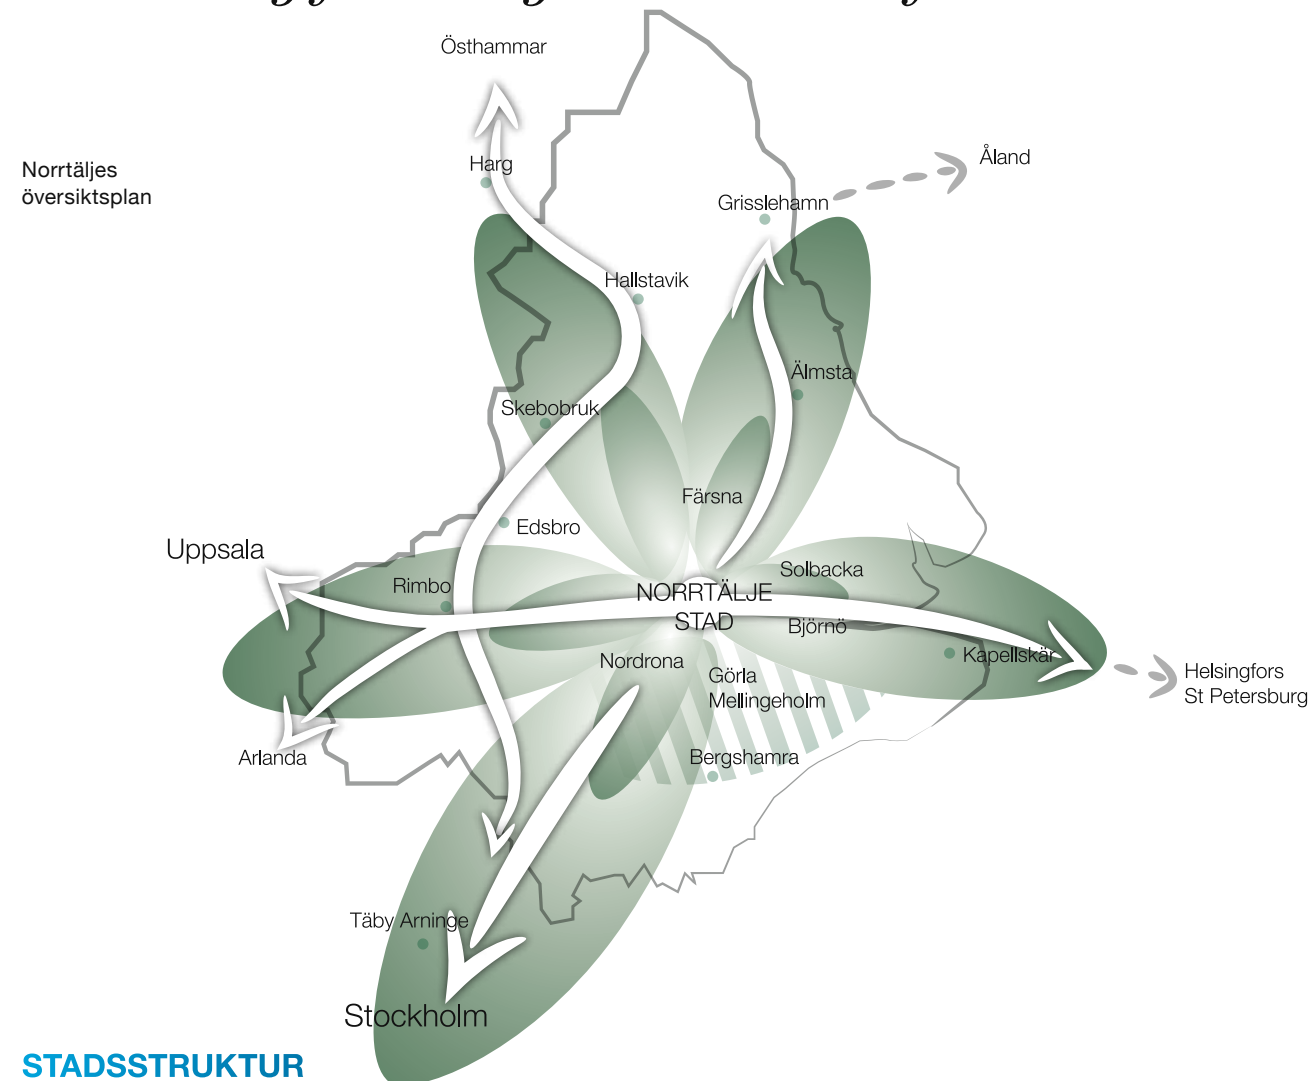 Östhammar
Norrtäljes
översiktsplan
Harg
Åland
Grisslehamn
Hallstavik
Älmsta
Skebobruk
Färsna
Edsbro
Uppsala
Solbacka
Rimbo
NORRTÄLJE
STAD
Björnö
Nordrona
Kapellskär
Görla
Mellingeholm
Helsingfors
St Petersburg
Bergshamra
Arlanda
Täby Arninge
Stockholm
STADSSTRUKTUR